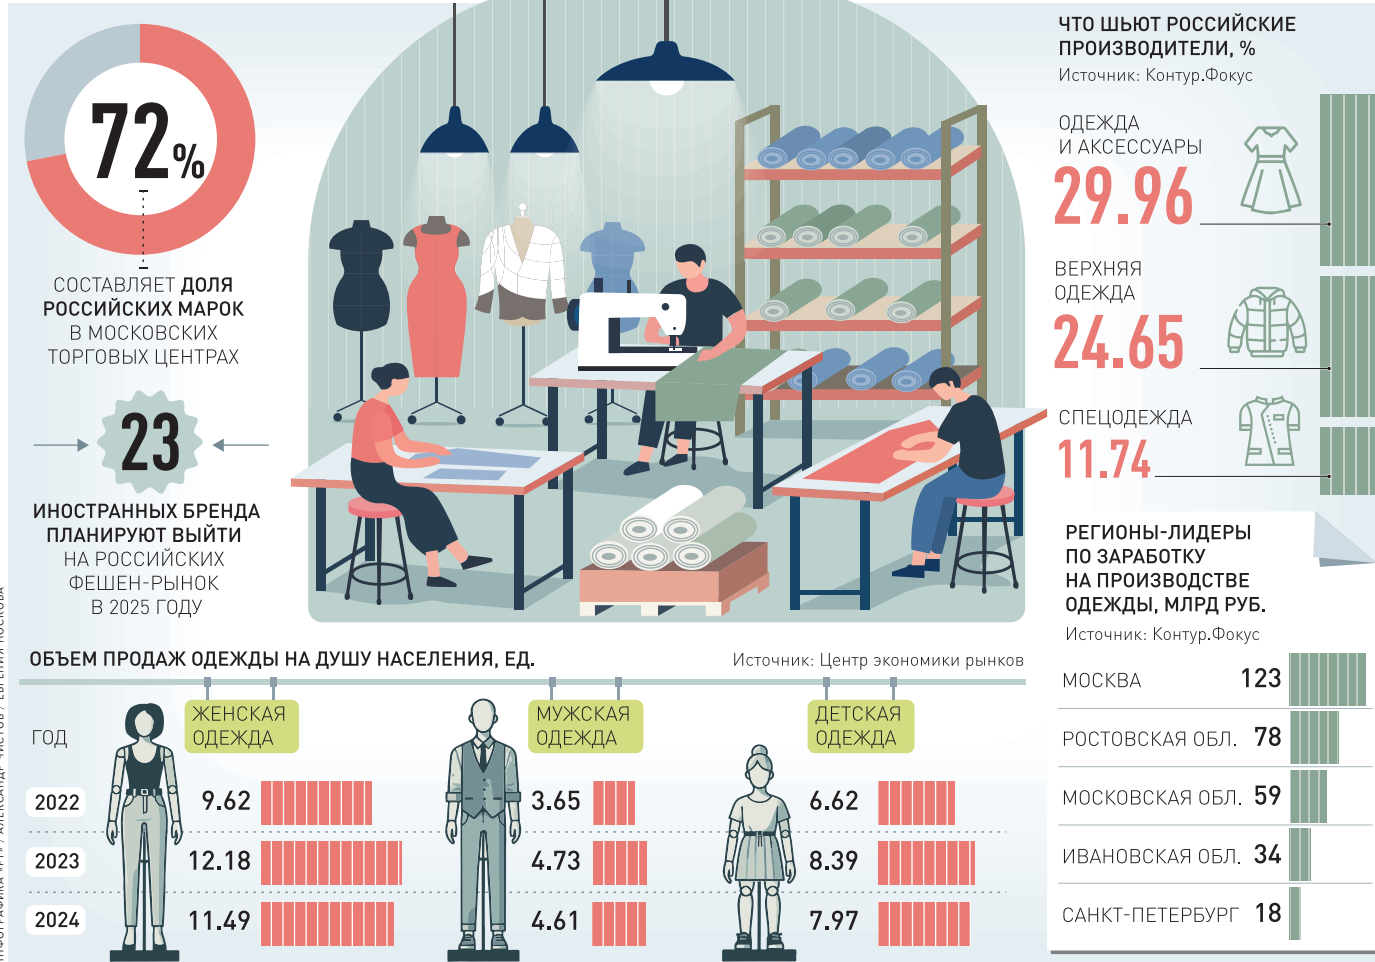 72%
СОСТАВЛЯЕТ ДОЛЯ
РОССИЙСКИХ МАРОК
В МОСКОВСКИХ
ТОРГОВЫХ ЦЕНТРАХ
23
ИНОСТРАННЫХ БРЕНДА
ПЛАНИРУЮТ ВЫЙТИ
НА РОССИЙСКИХ
ФЕШЕН-РЫНОК
В 2025 ГОДУ
ЧТО ШЬЮТ РОССИЙСКИЕ
ПРОИЗВОДИТЕЛИ, %
Источник: Контур.Фокус
ОДЕЖДА
И АКСЕССУАРЫ
29.96
ВЕРХНЯЯ
ОДЕЖДА
24.65
СПЕЦОДЕЖДА
11.74
РЕГИОНЫ-ЛИДЕРЫ
ПО ЗАРАБОТКУ
НА ПРОИЗВОДСТВЕ
ОДЕЖДЫ, МЛРД РУБ.
Источник: Контур.Фокус
МОСКВА 123
РОСТОВСКАЯ ОБЛ. 78
МОСКОВСКАЯ ОБЛ. 59
ИВАНОВСКАЯ ОБЛ. 34
САНКТ-ПЕТЕРБУРГ 18
ОБЪЕМ ПРОДАЖ ОДЕЖДЫ НА ДУШУ НАСЕЛЕНИЯ, ЕД.
Источник: Центр экономики рынков
ГОД
ЖЕНСКАЯ
ОДЕЖДА
МУЖСКАЯ
ОДЕЖДА
ДЕТСКАЯ
ОДЕЖДА
2022 9.62 3.65 6.62
2023 12.18 4.73 8.39
2024 11.49 4.61 7.97